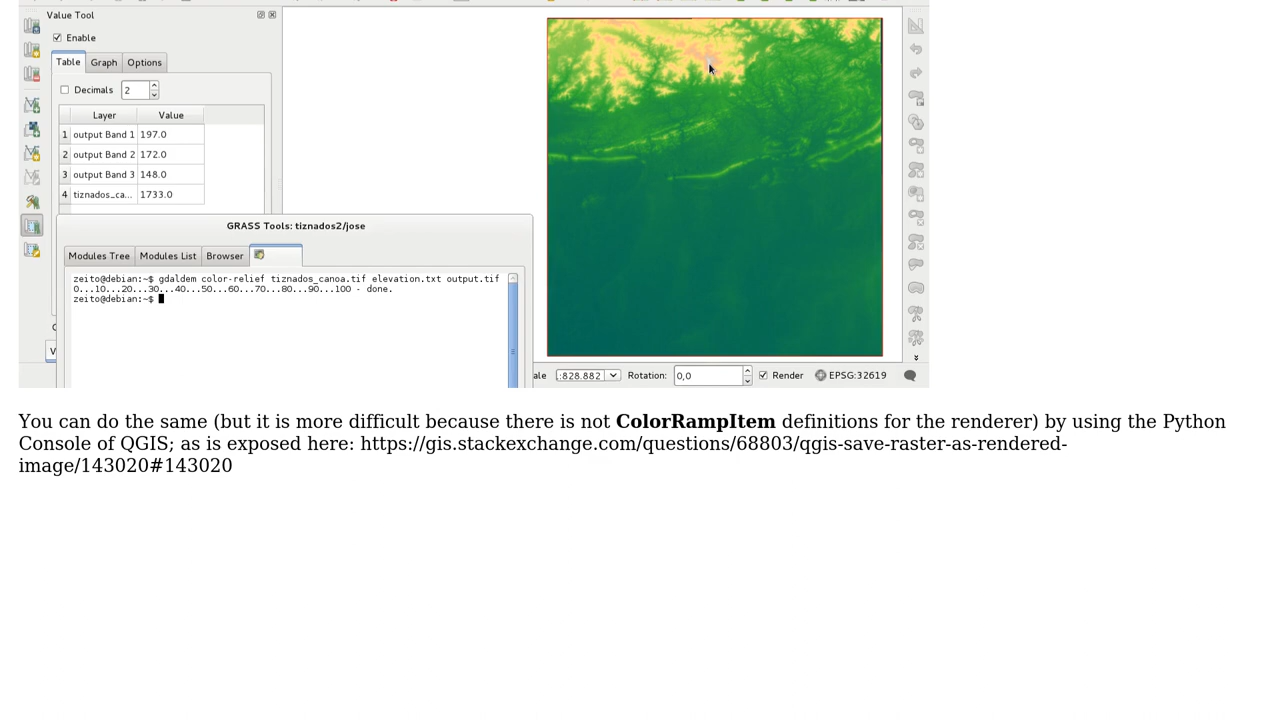 Value Tool
Enable
Table Graph Options
Decimals 2
Layer Value
1 output Band 1 197.0
2 output Band 2 172.0
3 output Band 3 148.0
4 tiznados_ca... 1733.0
GRASS Tools: tiznados2/jose
Modules Tree Modules List Browser
zeito@debian:~$ gdaldem color-relief tiznados_canoa.tif elevation.txt output.tif
0...10...20...30...40...50...60...70...80...90...100 - done.
zeito@debian:~$
ale :828.882 Rotation: 0,0 Render EPSG:32619
You can do the same (but it is more difficult because there is not ColorRampItem definitions for the renderer) by using the Python
Console of QGIS; as is exposed here: https://gis.stackexchange.com/questions/68803/qgis-save-raster-as-rendered-
image/143020#143020